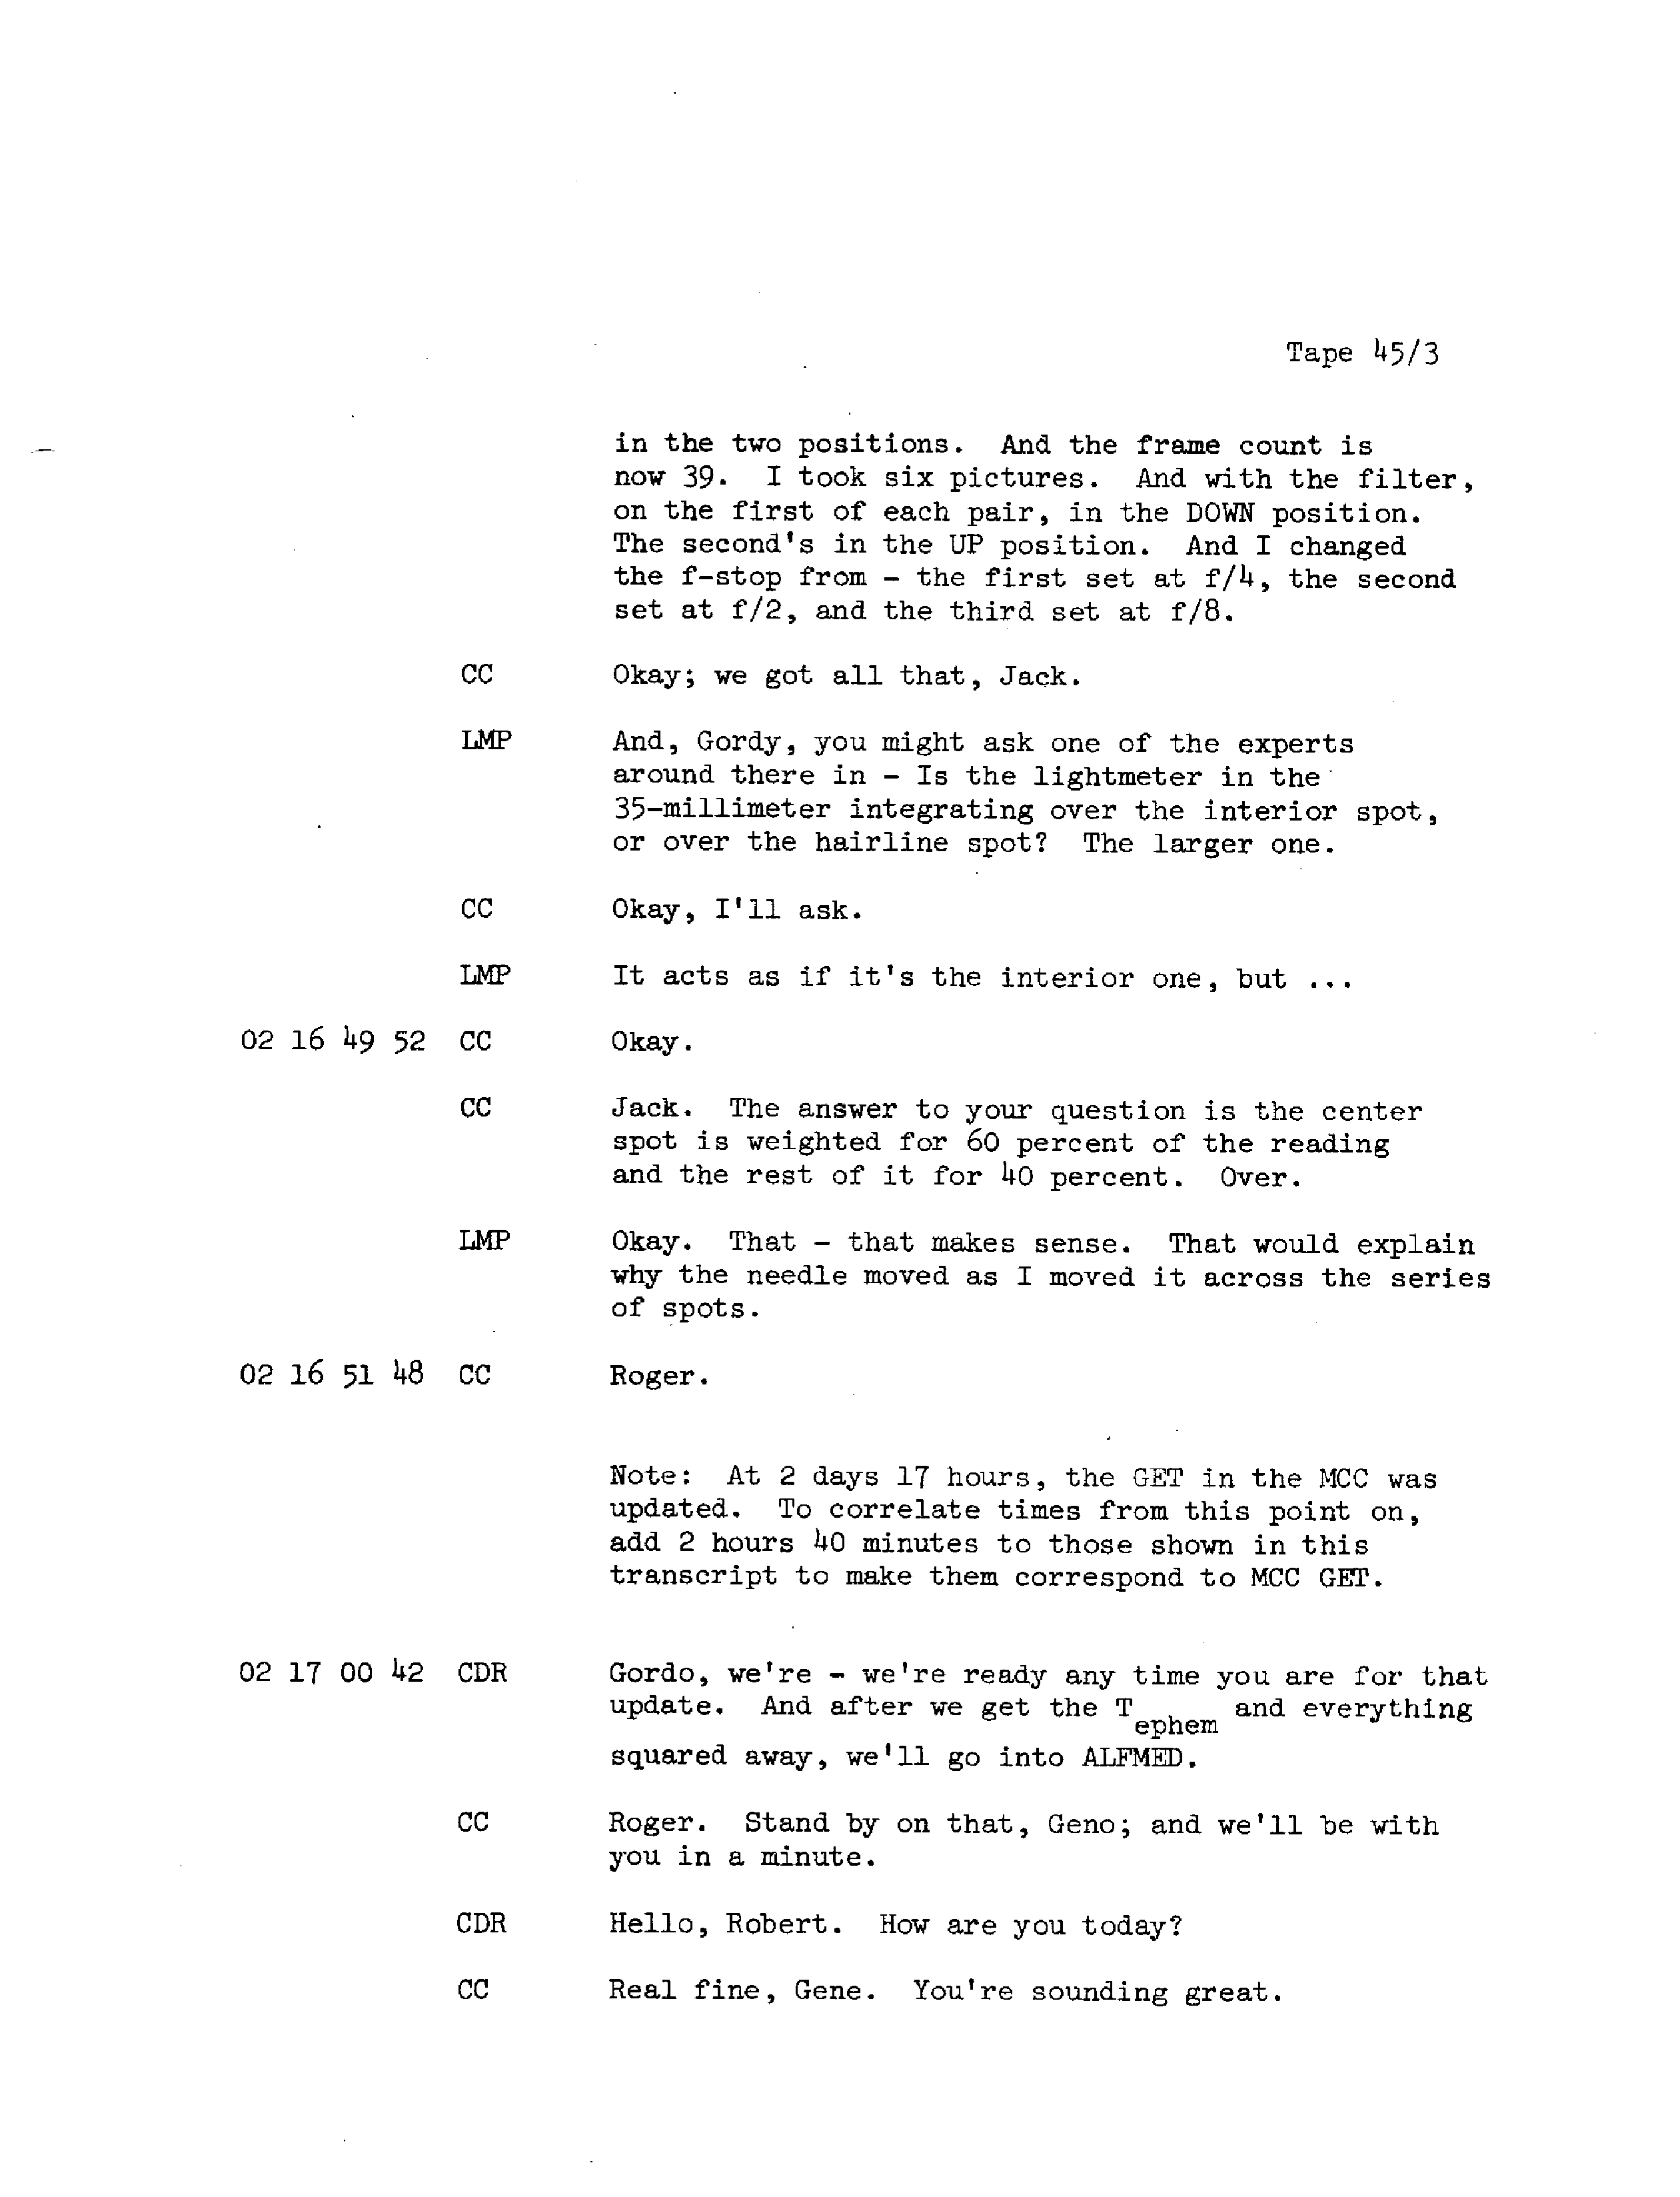 Tape 45/3
in the two positions. And the frame count is
now 39. I took six pictures. And with the filter,
on the first of each pair, in the DOWN position.
The second's in the UP position. And I changed
the f-stop from - the first set at f/4, the second
set at f/2, and the third set at f/8.
CC Okay; we got all that, Jack.
LMP And, Gordy, you might ask one of the experts
around there in - Is the lightmeter in the
35-millimeter integrating over the interior spot,
or over the hairline spot? The larger one.
CC Okay, I'll ask.
LMP It acts as if it's the interior one, but ...
02 16 49 52 CC Okay.
CC Jack. The answer to your question is the center
spot is weighted for 60 percent of the reading
and the rest of it for 40 percent. Over.
LMP Okay. That - that makes sense. That would explain
why the needle moved as I moved it across the series
of spots.
02 16 51 48 CC Roger.
Note: At 2 days 17 hours, the GET in the MCC was
updated. To correlate times from this point on,
add 2 hours 40 minutes to those shown in this
transcript to make them correspond to MCC GET.
02 17 00 42 CDR Gordo, we're - we're ready any time you are for that
update. And after we get the T ephem and everything
squared away, we'll go into ALFMED.
CC Roger. Stand by on that, Geno; and we'll be with
you in a minute.
CDR Hello, Robert. How are you today?
CC Real fine, Gene. You're sounding great.